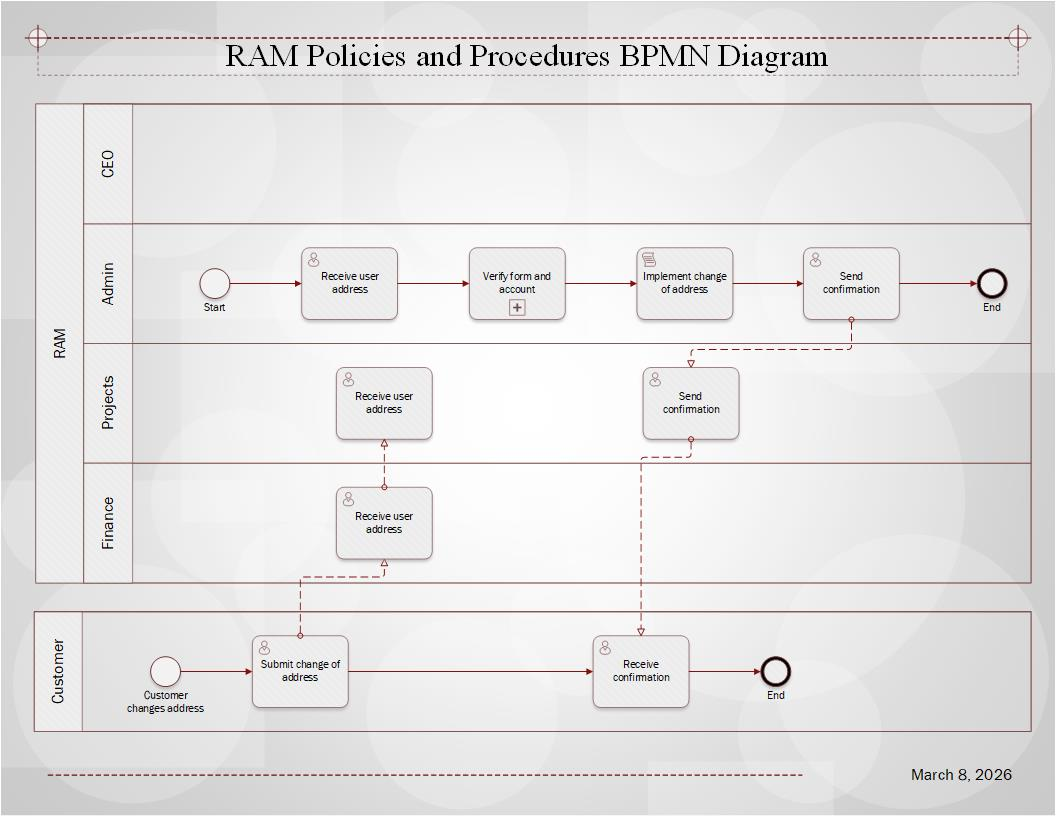 RAM Policies and Procedures BPMN Diagram
RAM
CEO
Admin
Start
Receive user
address
Verify form and
account
Implement change
of address
Send
confirmation
End
Projects
Receive user
address
Send
confirmation
Finance
Receive user
address
Customer
Customer
changes address
Submit change of
address
Receive
confirmation
End
March 8, 2026